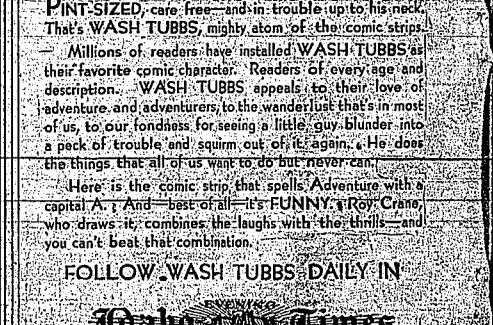 PINT-SIZED, care free—and in trouble up to his neck.
That's WASH TUBBS, mighty atom of the comic strips.
Millions of readers have installed WASH TUBBS as
their favorite comic character. Readers of every age and
description. WASH TUBBS appeals to their love of
adventure and adventurers, to the wanderlust that's in most
of us, to our fondness for seeing a little guy blunder into
a peck of trouble and squirm out of it again. He does
the things that all of us want to do but never can.
Here is the comic strip that spells Adventure with a
capital A. And—best of all—it's FUNNY. Roy Crane,
who draws it, combines the laughs with the thrills—and
you can't beat that combination.
FOLLOW WASH TUBBS DAILY IN
EVENING
Idaho Times